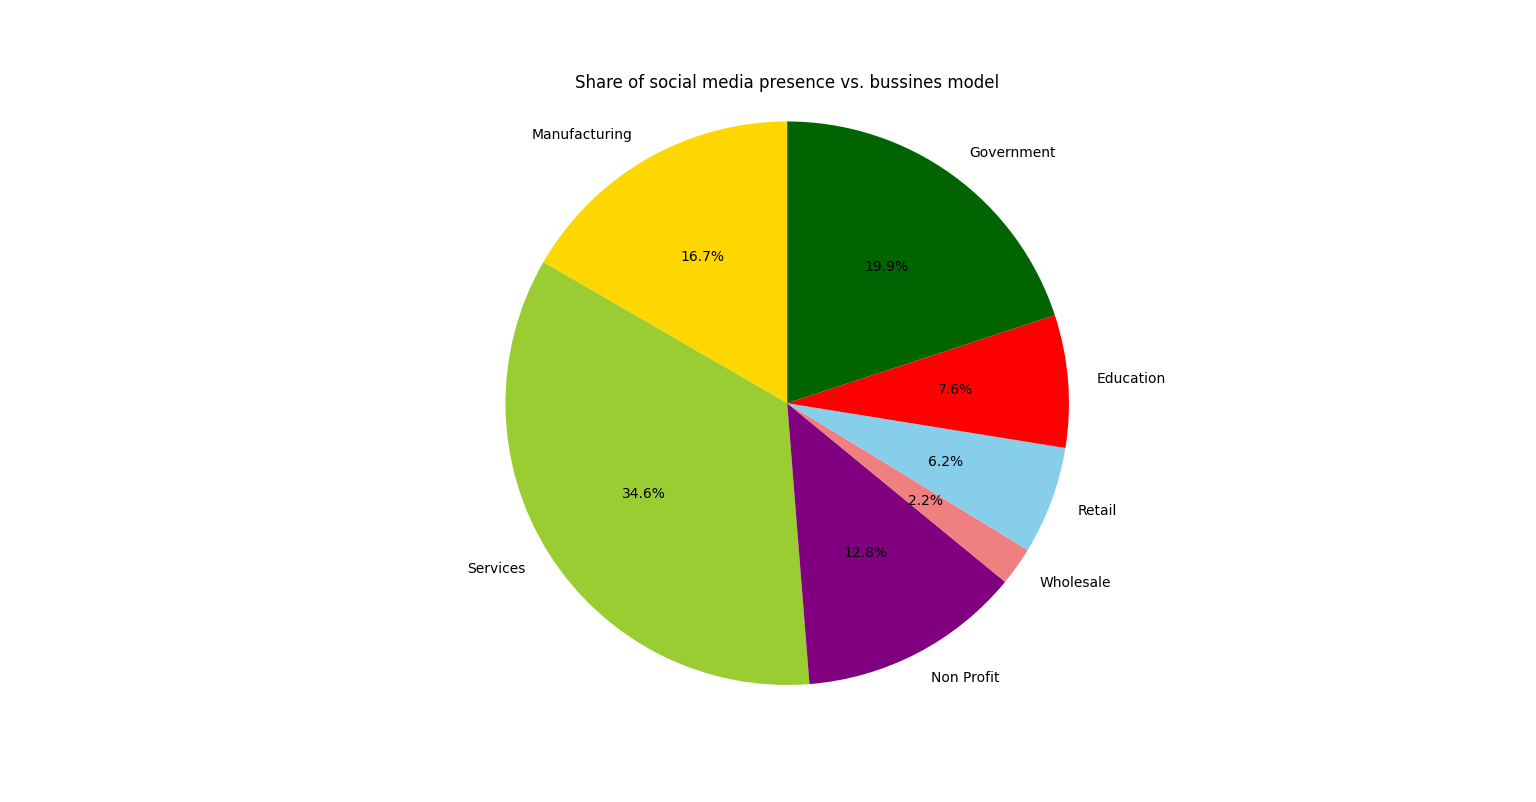 Share of social media presence vs. bussines model
Manufacturing
Government
16.7%
19.9%
Education
7.6%
6.2%
34.6%
2.2%
Retail
12.8%
Services
Wholesale
Non Profit